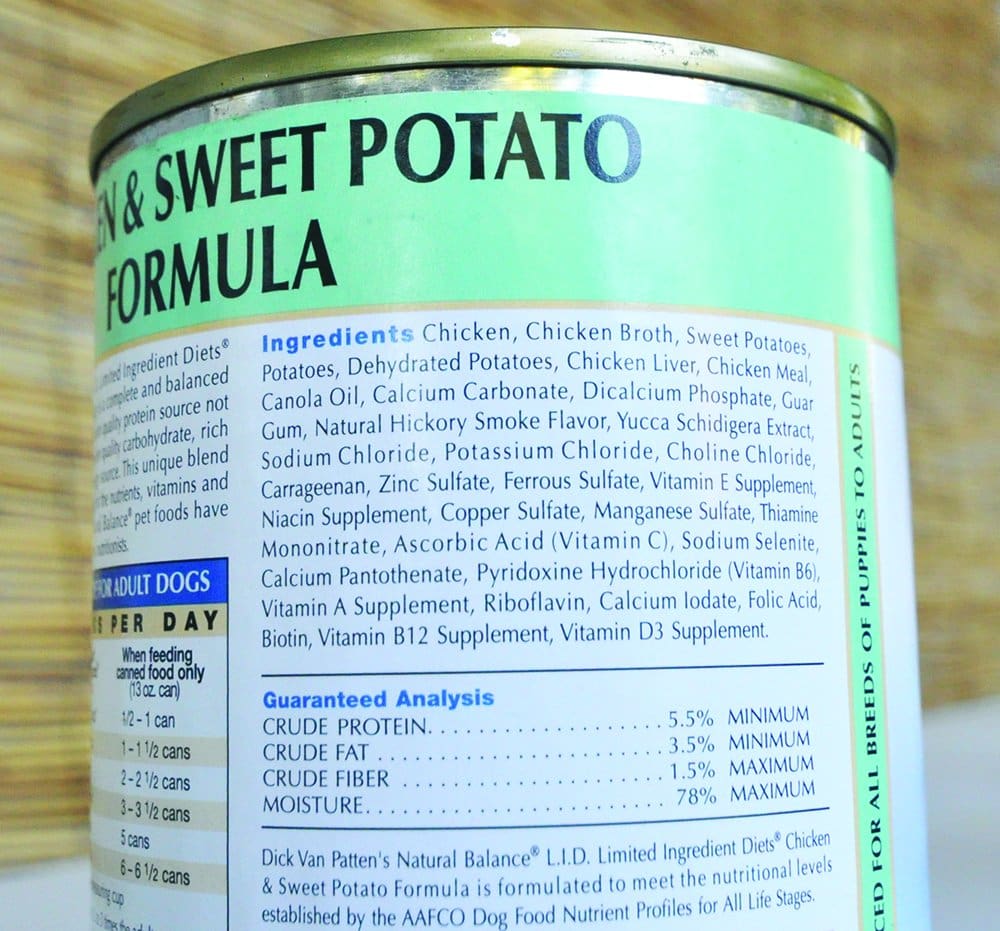 & SWEET POTATO
FORMULA
Limited Ingredient Diets®
complete and balanced
quality protein source not
quality carbohydrate, rich
source. This unique blend
nutrients, vitamins and
Balance® pet foods have
FOR ADULT DOGS
PER DAY
When feeding
canned food only
(13 oz. can)
1/2 – 1 can
1 – 1 1/2 cans
2 – 2 1/2 cans
3 – 3 1/2 cans
5 cans
6 – 6 1/2 cans
cup
Ingredients Chicken, Chicken Broth, Sweet Potatoes,
Potatoes, Dehydrated Potatoes, Chicken Liver, Chicken Meal,
Canola Oil, Calcium Carbonate, Dicalcium Phosphate, Guar
Gum, Natural Hickory Smoke Flavor, Yucca Schidigera Extract,
Sodium Chloride, Potassium Chloride, Choline Chloride,
Carrageenan, Zinc Sulfate, Ferrous Sulfate, Vitamin E Supplement,
Niacin Supplement, Copper Sulfate, Manganese Sulfate, Thiamine
Mononitrate, Ascorbic Acid (Vitamin C), Sodium Selenite,
Calcium Pantothenate, Pyridoxine Hydrochloride (Vitamin B6),
Vitamin A Supplement, Riboflavin, Calcium Iodate, Folic Acid,
Biotin, Vitamin B12 Supplement, Vitamin D3 Supplement.
Guaranteed Analysis
CRUDE PROTEIN. . . . . . . . . . . . . . . . . . . . . . . 5.5% MINIMUM
CRUDE FAT . . . . . . . . . . . . . . . . . . . . . . . . . . . 3.5% MINIMUM
CRUDE FIBER . . . . . . . . . . . . . . . . . . . . . . . . . 1.5% MAXIMUM
MOISTURE. . . . . . . . . . . . . . . . . . . . . . . . . . . . 78% MAXIMUM
Dick Van Patten's Natural Balance® L.I.D. Limited Ingredient Diets® Chicken
& Sweet Potato Formula is formulated to meet the nutritional levels
established by the AAFCO Dog Food Nutrient Profiles for All Life Stages.
FOR ALL BREEDS OF PUPPIES TO ADULTS